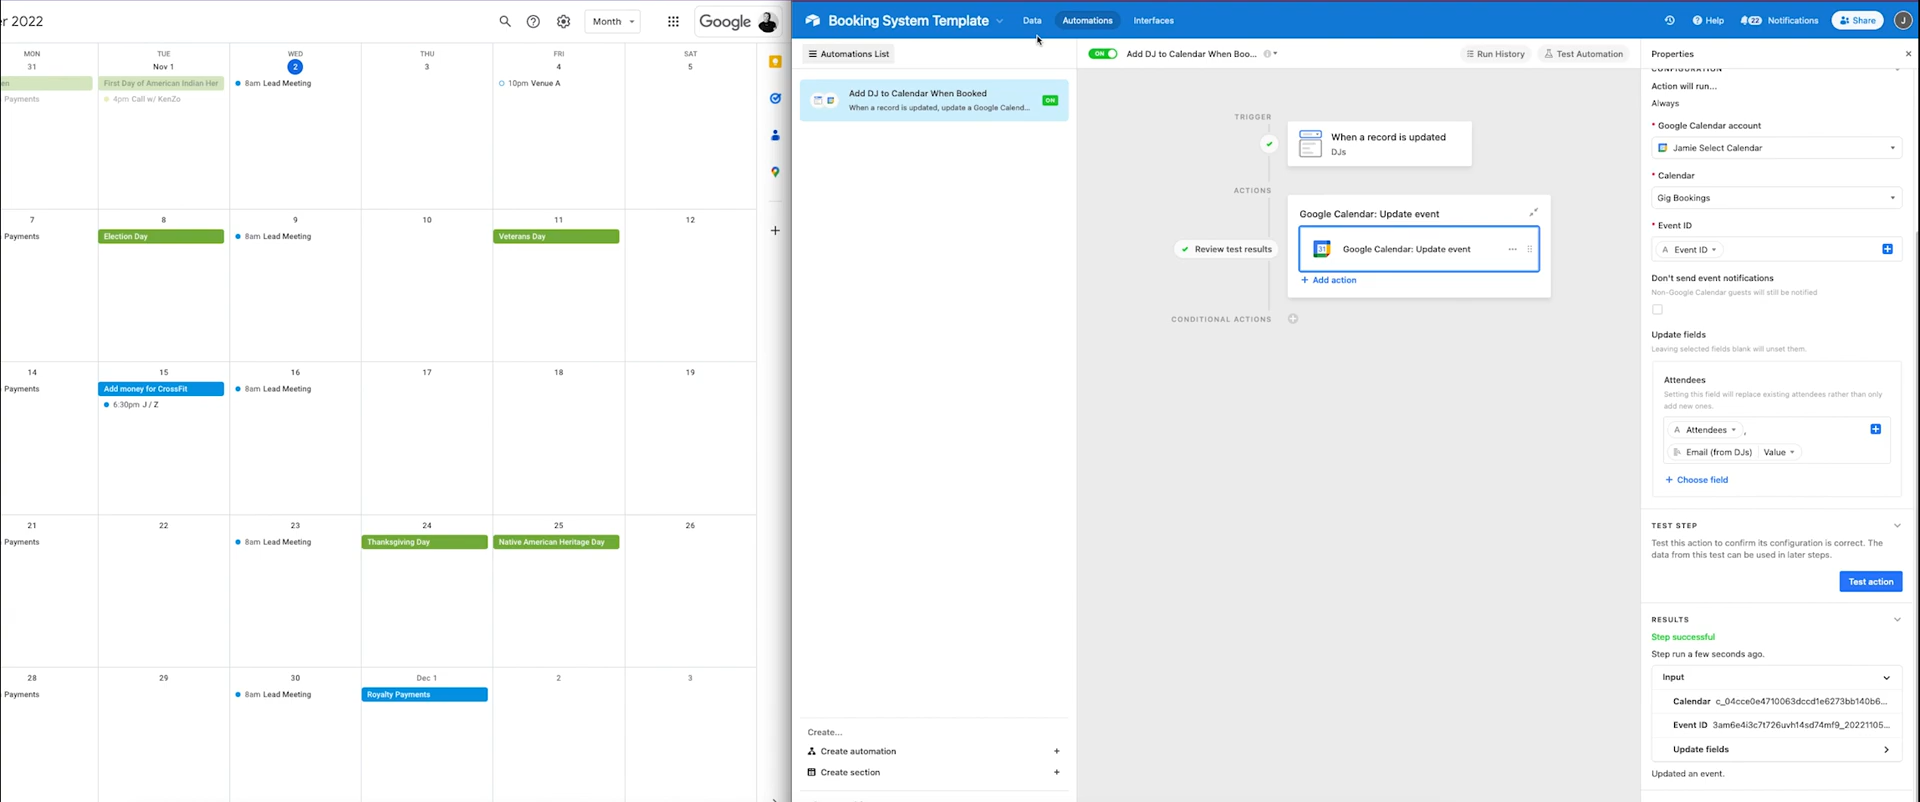 r 2022
Month
Google
MON
TUE
WED
THU
FRI
SAT
31
Nov 1
2
3
4
5
en
First Day of American Indian Her
8am Lead Meeting
10pm Venue A
Payments
4pm Call w/ KenZo
7
8
9
10
11
12
Payments
Election Day
8am Lead Meeting
Veterans Day
14
15
16
17
18
19
Payments
Add money for CrossFit
8am Lead Meeting
6:30pm J / Z
21
22
23
24
25
26
Payments
8am Lead Meeting
Thanksgiving Day
Native American Heritage Day
28
29
30
Dec 1
2
3
Payments
8am Lead Meeting
Royalty Payments
31
Booking System Template
Data
Automations
Interfaces
Help
22
Notifications
Share
J
Automations List
ON
Add DJ to Calendar When Boo...
Run History
Test Automation
Properties
Add DJ to Calendar When Booked
When a record is updated, update a Google Calend...
ON
TRIGGER
When a record is updated
DJs
ACTIONS
Google Calendar: Update event
Review test results
Google Calendar: Update event
+ Add action
CONDITIONAL ACTIONS
Create...
Create automation
+
Create section
+
CONFIGURATION
Action will run...
Always
* Google Calendar account
Jamie Select Calendar
* Calendar
Gig Bookings
* Event ID
A Event ID
Don't send event notifications
Non-Google Calendar guests will still be notified
Update fields
Leaving selected fields blank will unset them.
Attendees
Setting this field will replace existing attendees rather than only
add new ones.
A Attendees ,
Email (from DJs) Value
+ Choose field
TEST STEP
Test this action to confirm its configuration is correct. The
data from this test can be used in later steps.
Test action
RESULTS
Step successful
Step run a few seconds ago.
Input
Calendar c_04cce0e4710063dccd1e6273bb140b6...
Event ID 3am6e4i3c7t726uvh14sd74mf9_20221105...
Update fields
Updated an event.